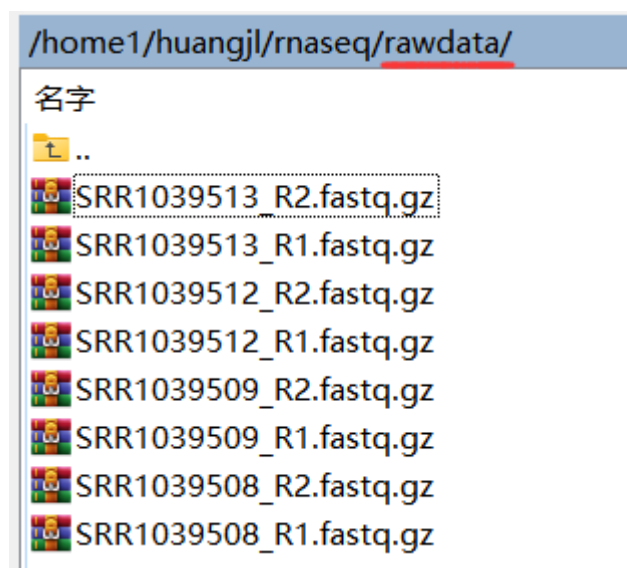 /home1/huangjl/rnaseq/rawdata/
名字
..
SRR1039513_R2.fastq.gz
SRR1039513_R1.fastq.gz
SRR1039512_R2.fastq.gz
SRR1039512_R1.fastq.gz
SRR1039509_R2.fastq.gz
SRR1039509_R1.fastq.gz
SRR1039508_R2.fastq.gz
SRR1039508_R1.fastq.gz